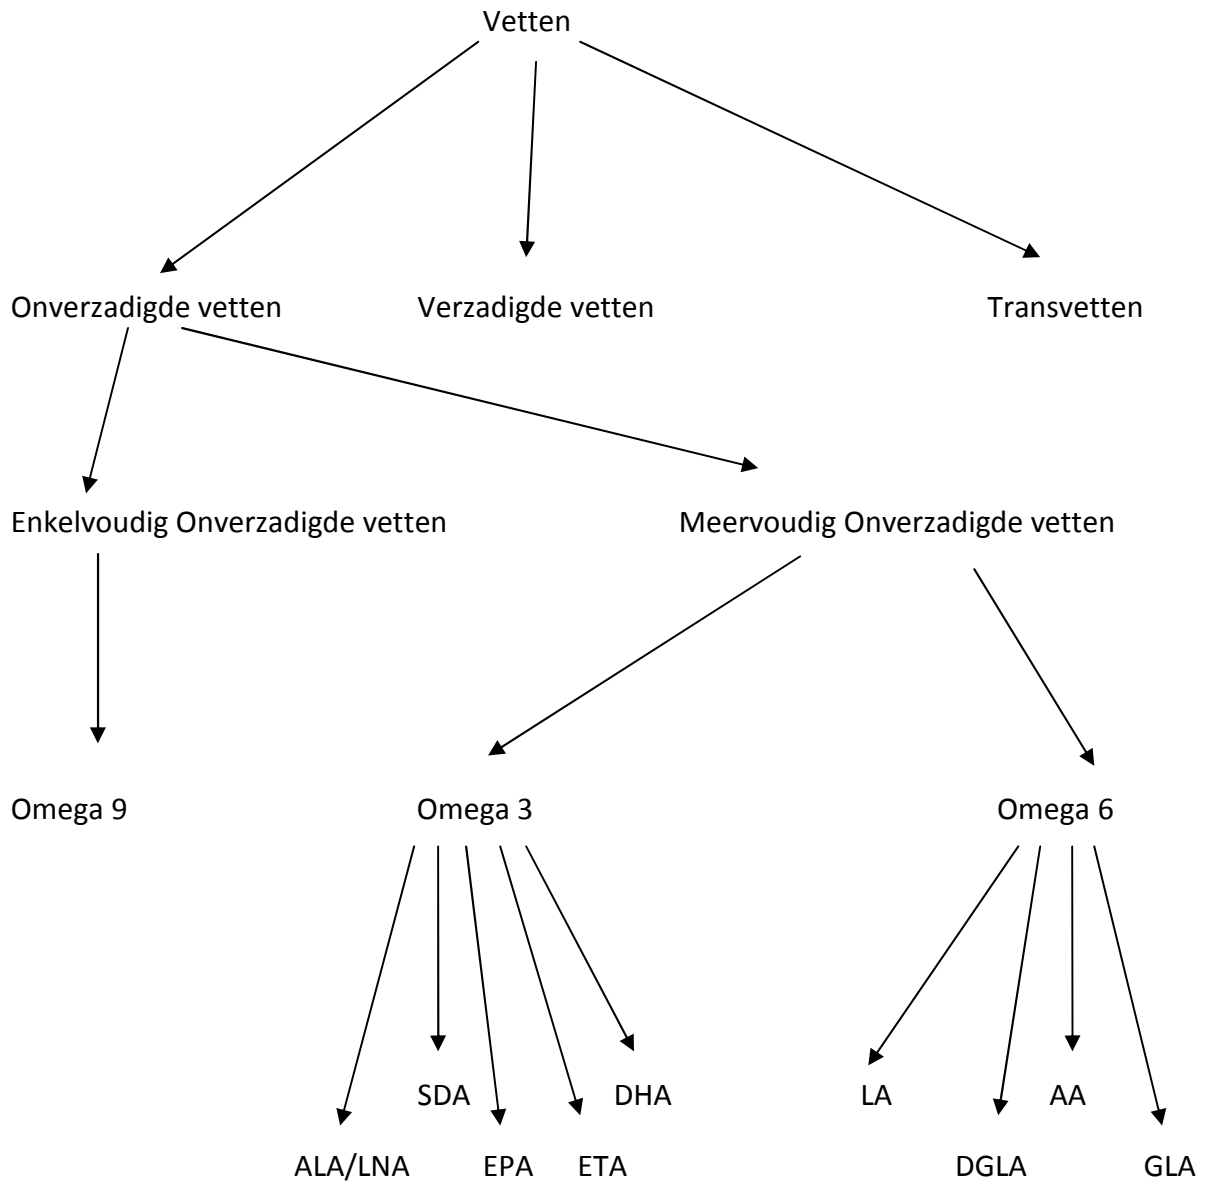 Vetten
Onverzadigde vetten Verzadigde vetten Transvetten
Enkelvoudig Onverzadigde vetten Meervoudig Onverzadigde vetten
Omega 9 Omega 3 Omega 6
SDA DHA LA AA
ALA/LNA EPA ETA DGLA GLA